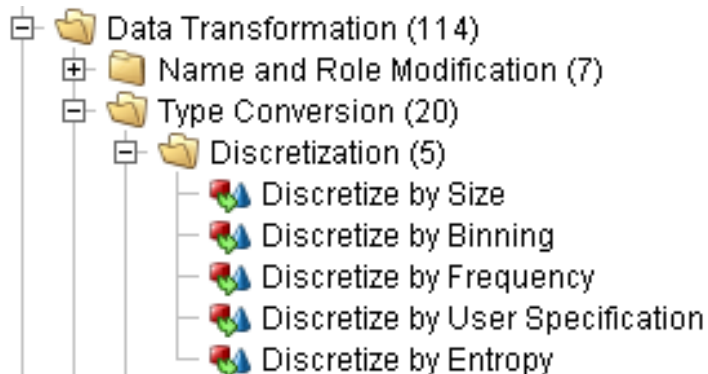 Data Transformation (114)
Name and Role Modification (7)
Type Conversion (20)
Discretization (5)
Discretize by Size
Discretize by Binning
Discretize by Frequency
Discretize by User Specification
Discretize by Entropy